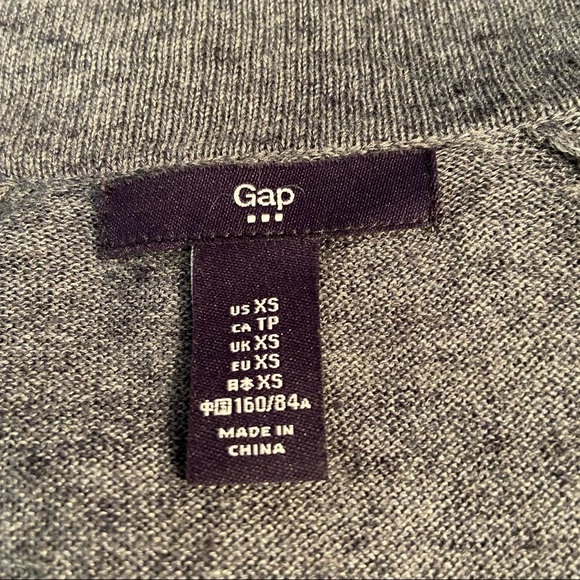 Gap
US XS
CA TP
UK XS
EU XS
日本 XS
中国 160/84A
MADE IN
CHINA